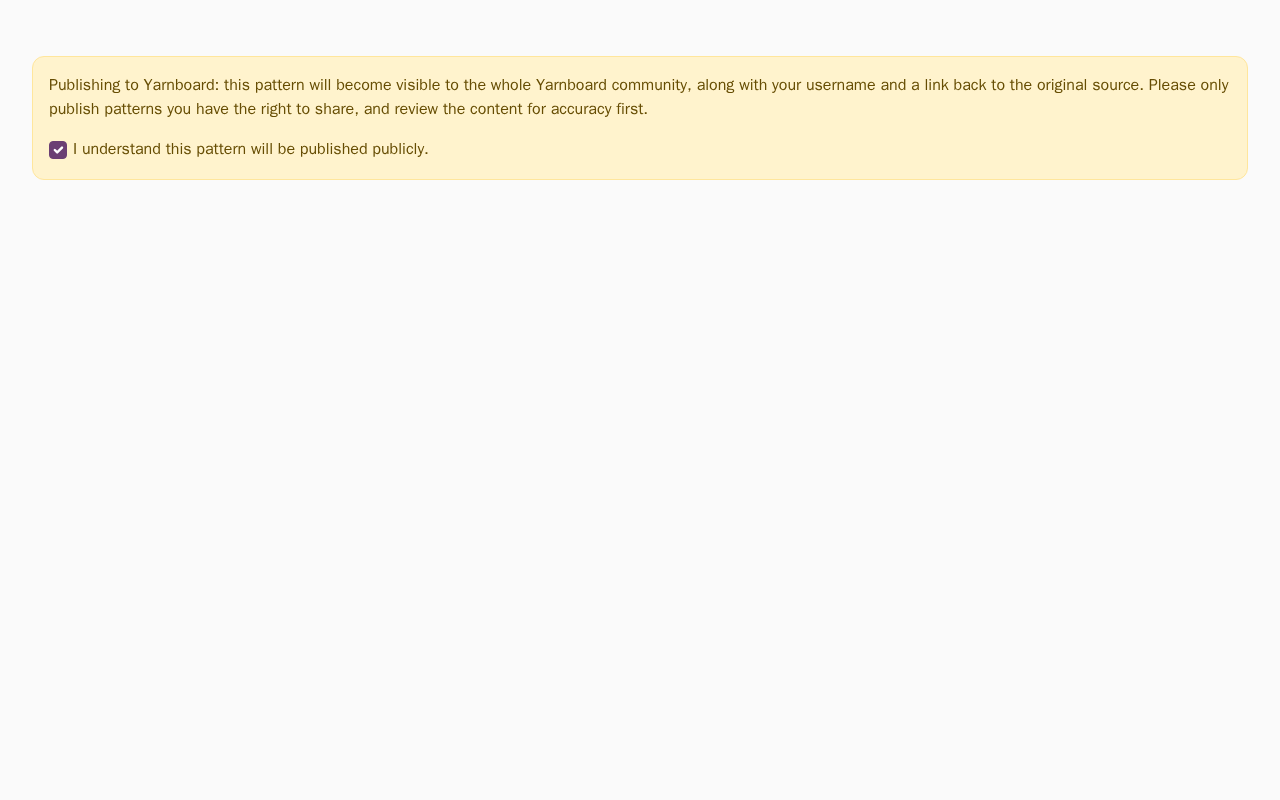 Publishing to Yarnboard: this pattern will become visible to the whole Yarnboard community, along with your username and a link back to the original source. Please only
publish patterns you have the right to share, and review the content for accuracy first.
I understand this pattern will be published publicly.